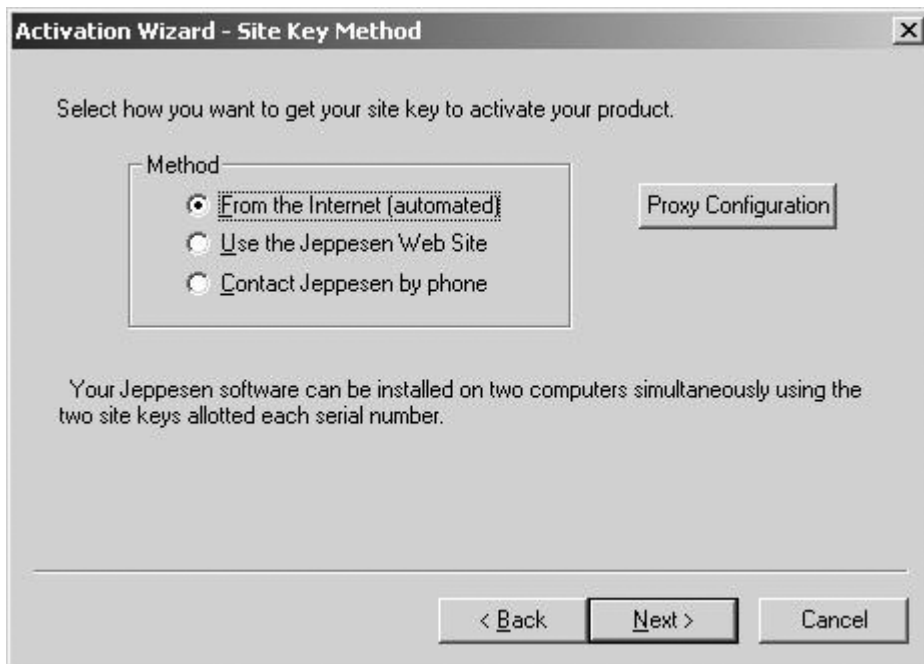 Activation Wizard - Site Key Method
Select how you want to get your site key to activate your product.
Method
From the Internet (automated)
Proxy Configuration
Use the Jeppesen Web Site
Contact Jeppesen by phone
Your Jeppesen software can be installed on two computers simultaneously using the
two site keys allotted each serial number.
< Back
Next >
Cancel